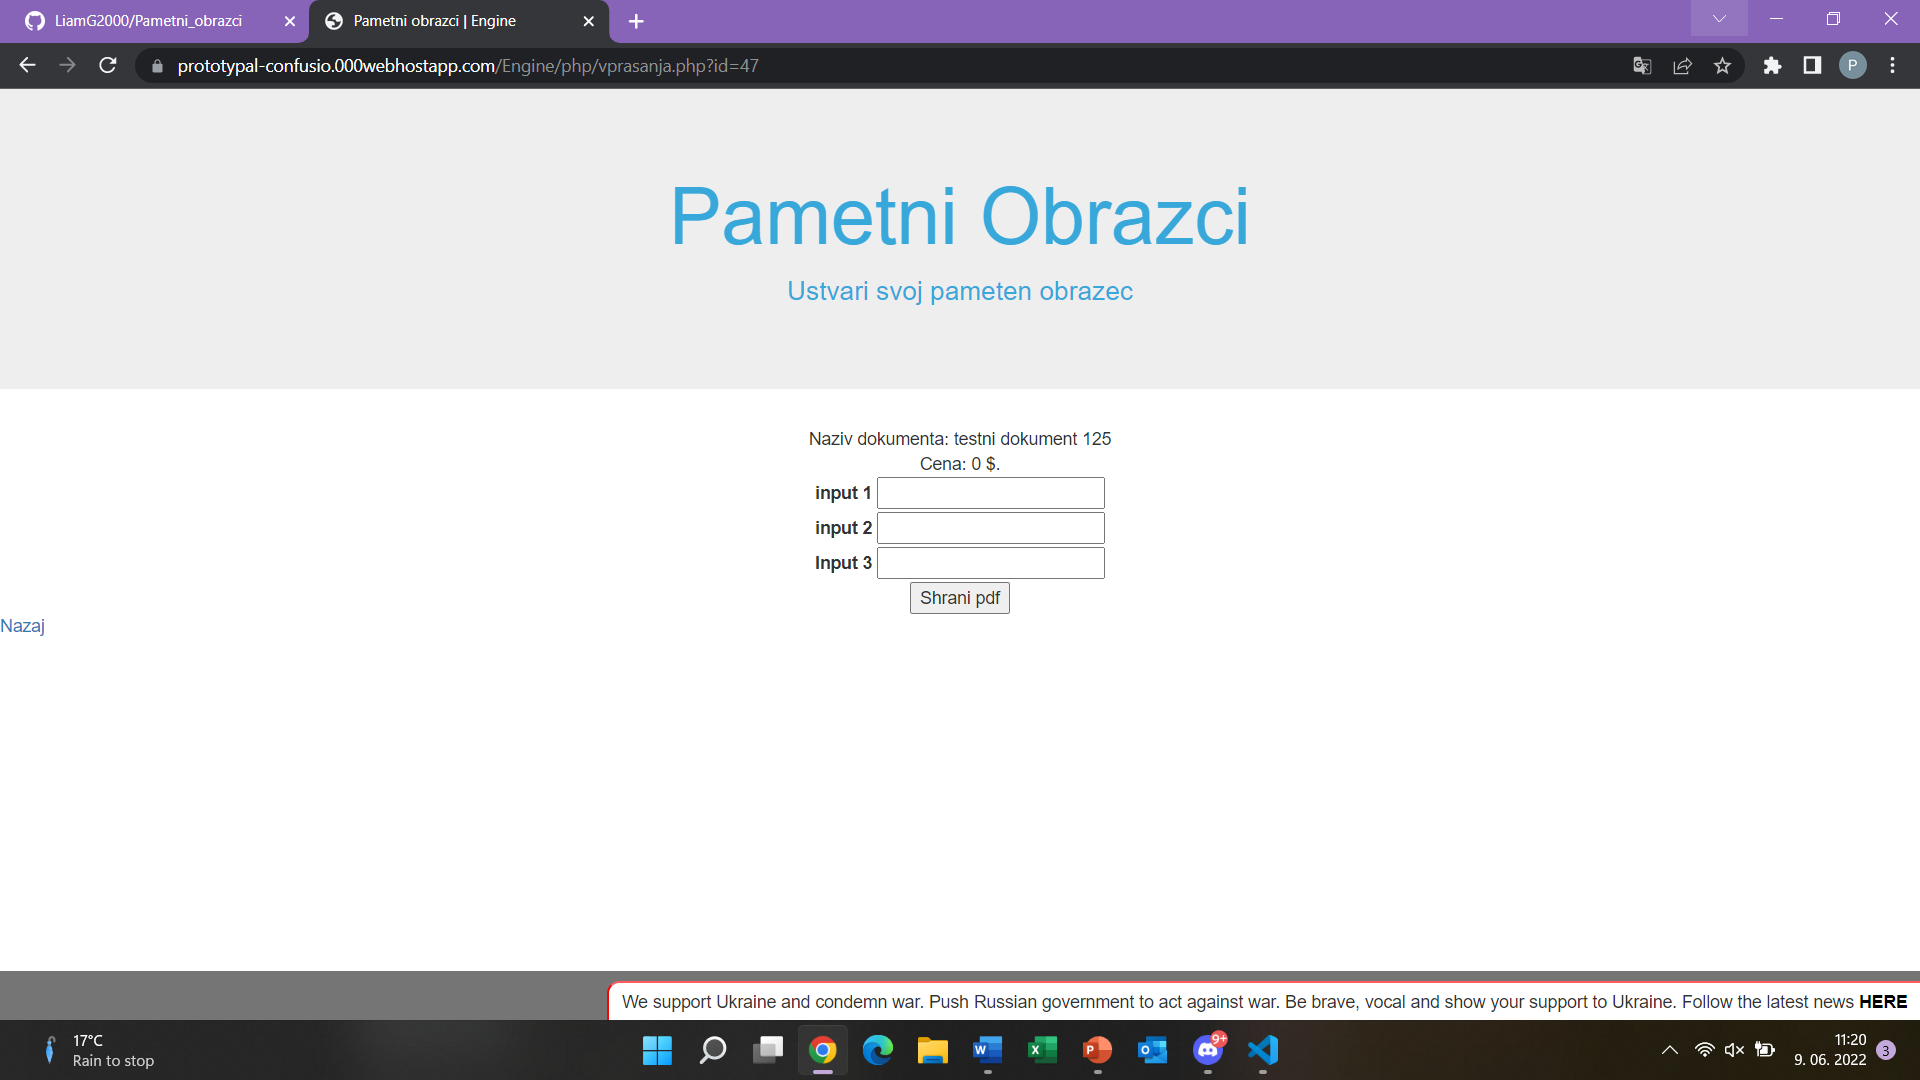 LiamG2000/Pametni_obrazci
Pametni obrazci | Engine
prototypal-confusio.000webhostapp.com/Engine/php/vprasanja.php?id=47
P
Pametni Obrazci
Ustvari svoj pameten obrazec
Naziv dokumenta: testni dokument 125
Cena: 0 $.
input 1
input 2
Input 3
Shrani pdf
Nazaj
We support Ukraine and condemn war. Push Russian government to act against war. Be brave, vocal and show your support to Ukraine. Follow the latest news HERE
17°C
Rain to stop
9+
11:20
9. 06. 2022
3